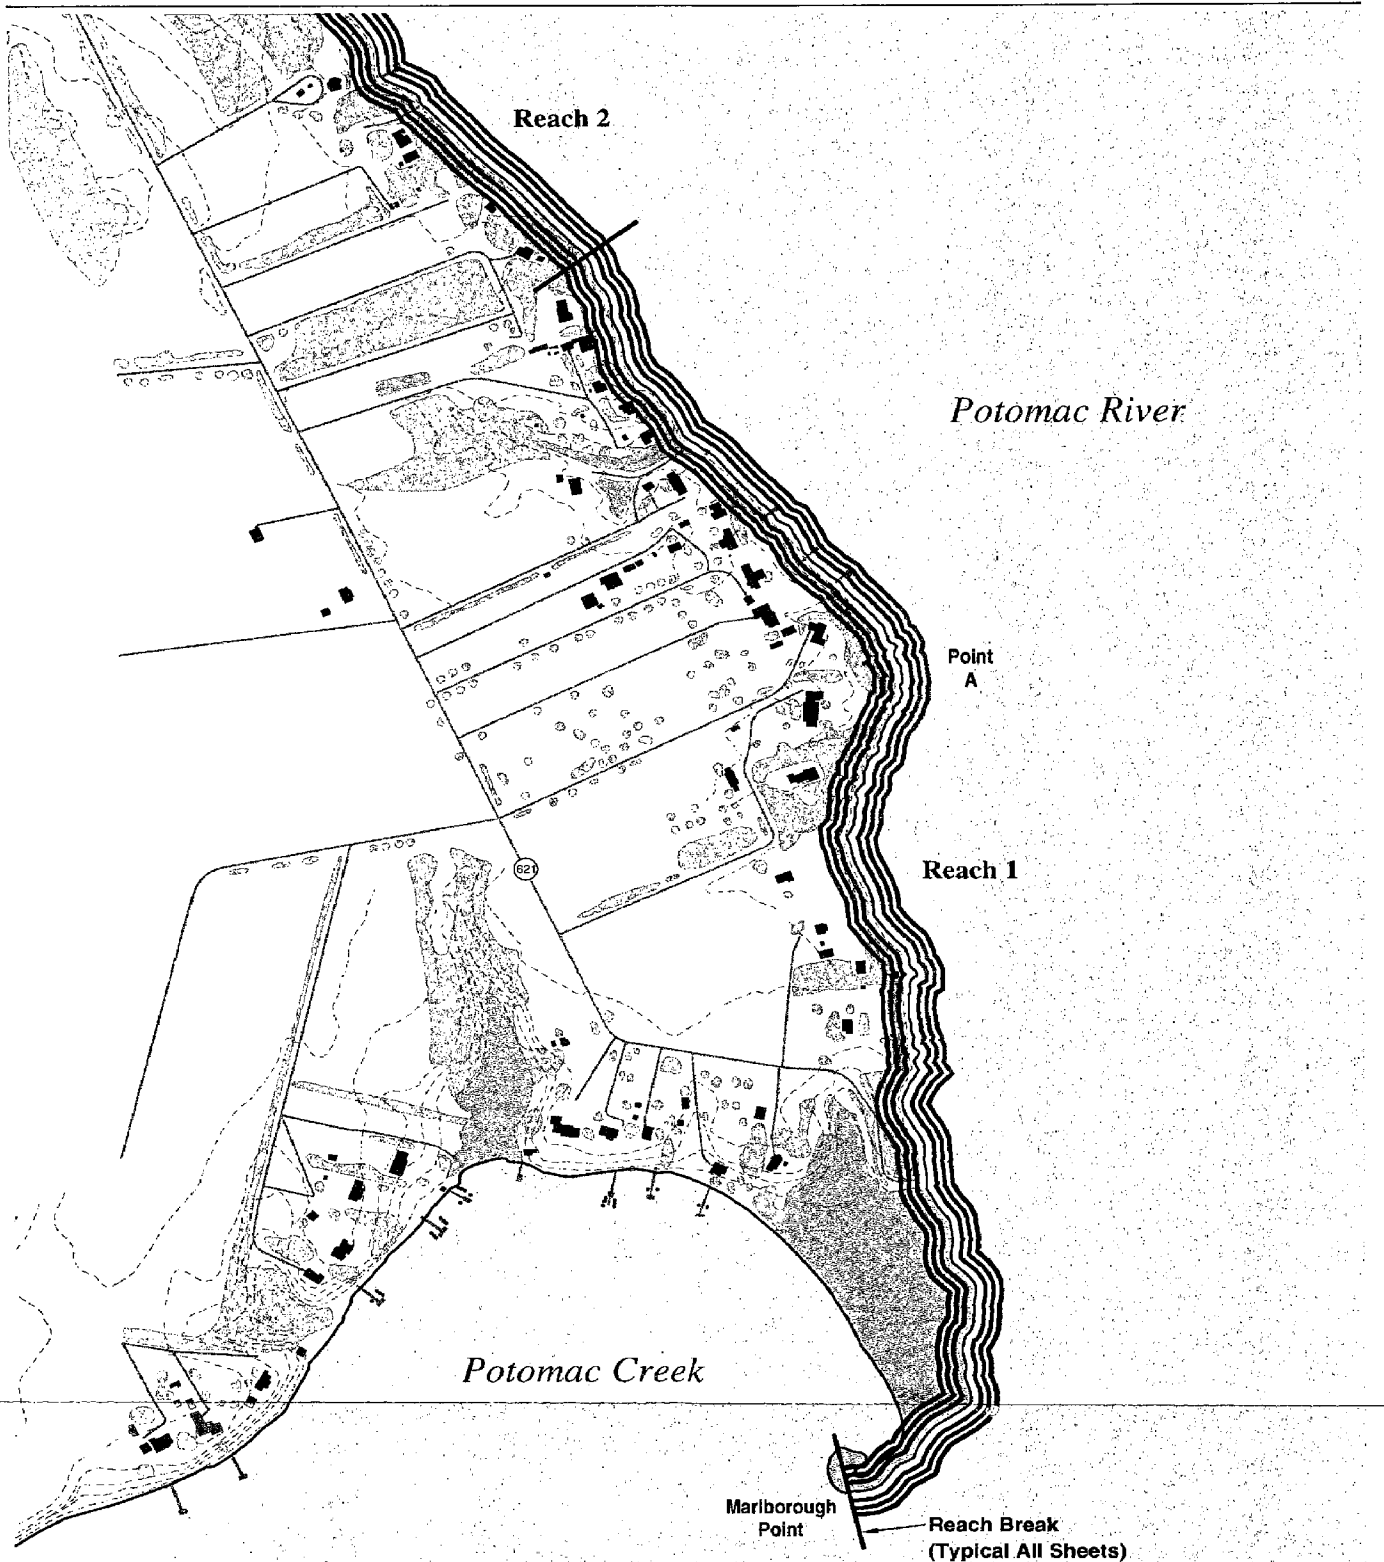 Reach 2
Potomac River
Point
A
Reach 1
621
Potomac Creek
Marlborough
Point
Reach Break
(Typical All Sheets)